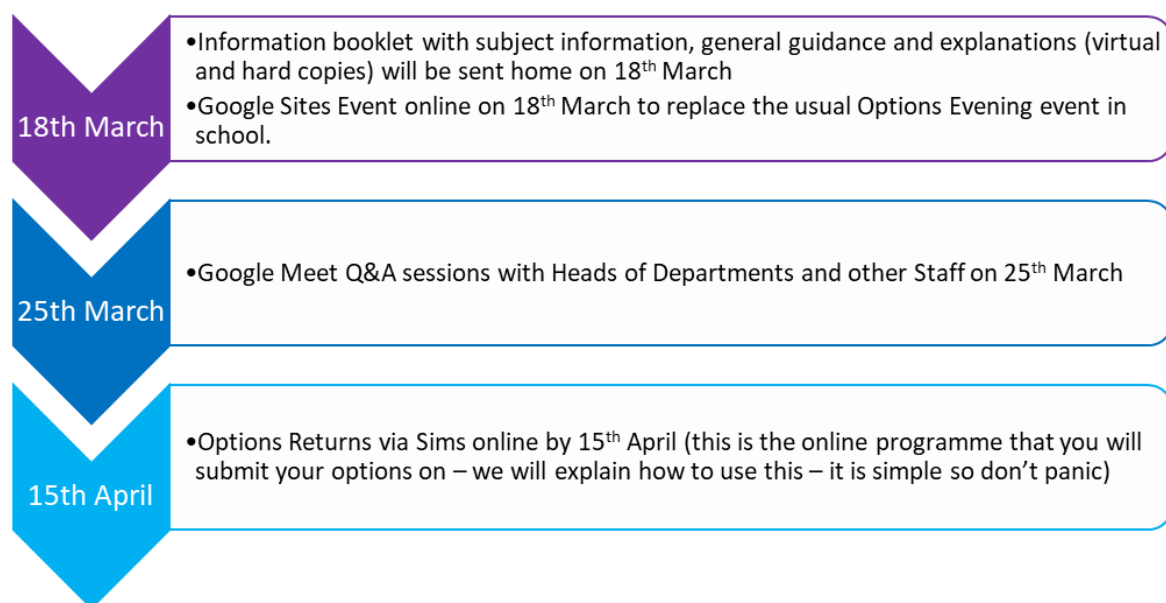 18th March
•Information booklet with subject information, general guidance and explanations (virtual
and hard copies) will be sent home on 18th March
•Google Sites Event online on 18th March to replace the usual Options Evening event in
school.
25th March
•Google Meet Q&A sessions with Heads of Departments and other Staff on 25th March
15th April
•Options Returns via Sims online by 15th April (this is the online programme that you will
submit your options on – we will explain how to use this – it is simple so don’t panic)